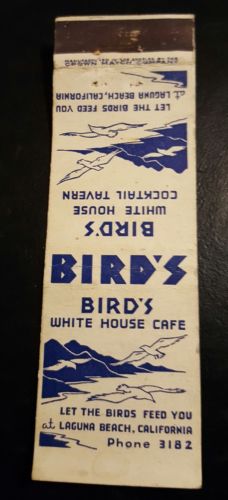 AT LAGUNA BEACH, CALIFORNIA
LET THE BIRDS FEED YOU
COCKTAIL TAVERN
WHITE HOUSE
BIRD'S
BIRD'S
BIRD'S
WHITE HOUSE CAFE
LET THE BIRDS FEED YOU
at LAGUNA BEACH, CALIFORNIA
Phone 3182